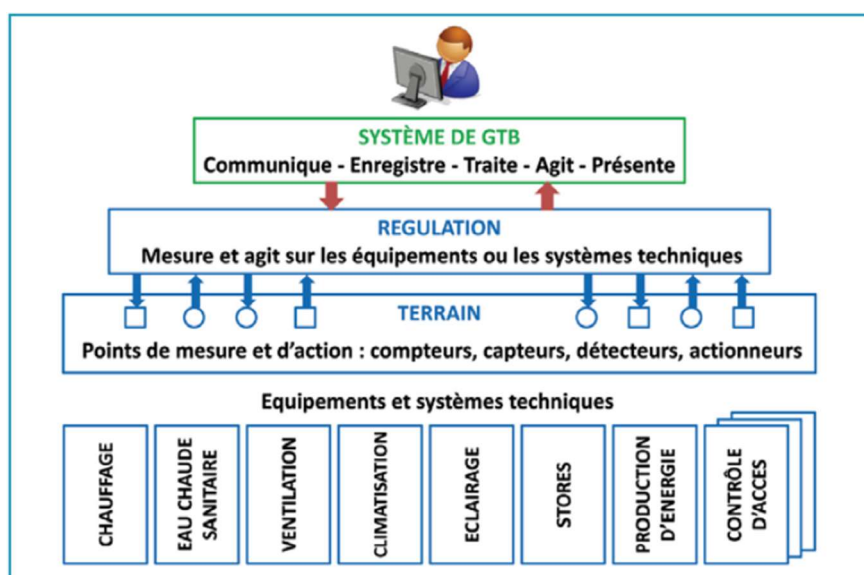 SYSTÈME DE GTB
Communique - Enregistre - Traite - Agit - Présente
REGULATION
Mesure et agit sur les équipements ou les systèmes techniques
TERRAIN
Points de mesure et d'action : compteurs, capteurs, détecteurs, actionneurs
Equipements et systèmes techniques
CHAUFFAGE
EAU CHAUDE
SANITAIRE
VENTILATION
CLIMATISATION
ECLAIRAGE
STORES
PRODUCTION
D'ENERGIE
CONTRÔLE
D'ACCES